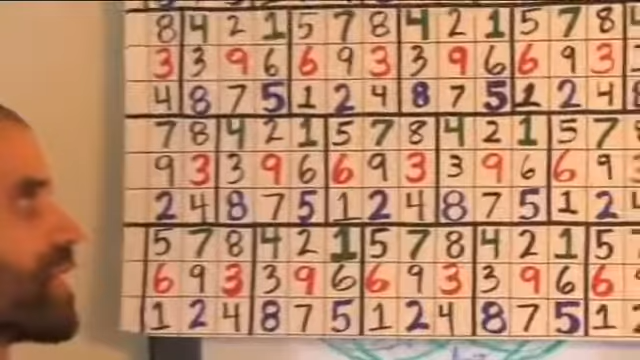 8 4 2 1 5 7 8 4 2 1 5 7 8
3 3 9 6 6 9 3 3 9 6 6 9 3
4 8 7 5 1 2 4 8 7 5 1 2 4
7 8 4 2 1 5 7 8 4 2 1 5 7
9 3 3 9 6 6 9 3 3 9 6 6 9
2 4 8 7 5 1 2 4 8 7 5 1 2
5 7 8 4 2 1 5 7 8 4 2 1 5
6 9 3 3 9 6 6 9 3 3 9 6 6
1 2 4 8 7 5 1 2 4 8 7 5 1